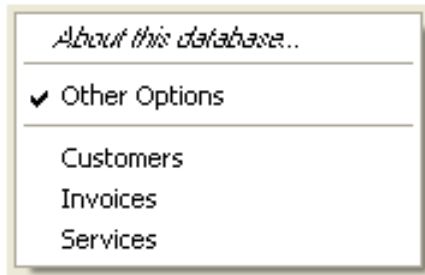 About this database...
Other Options
Customers
Invoices
Services